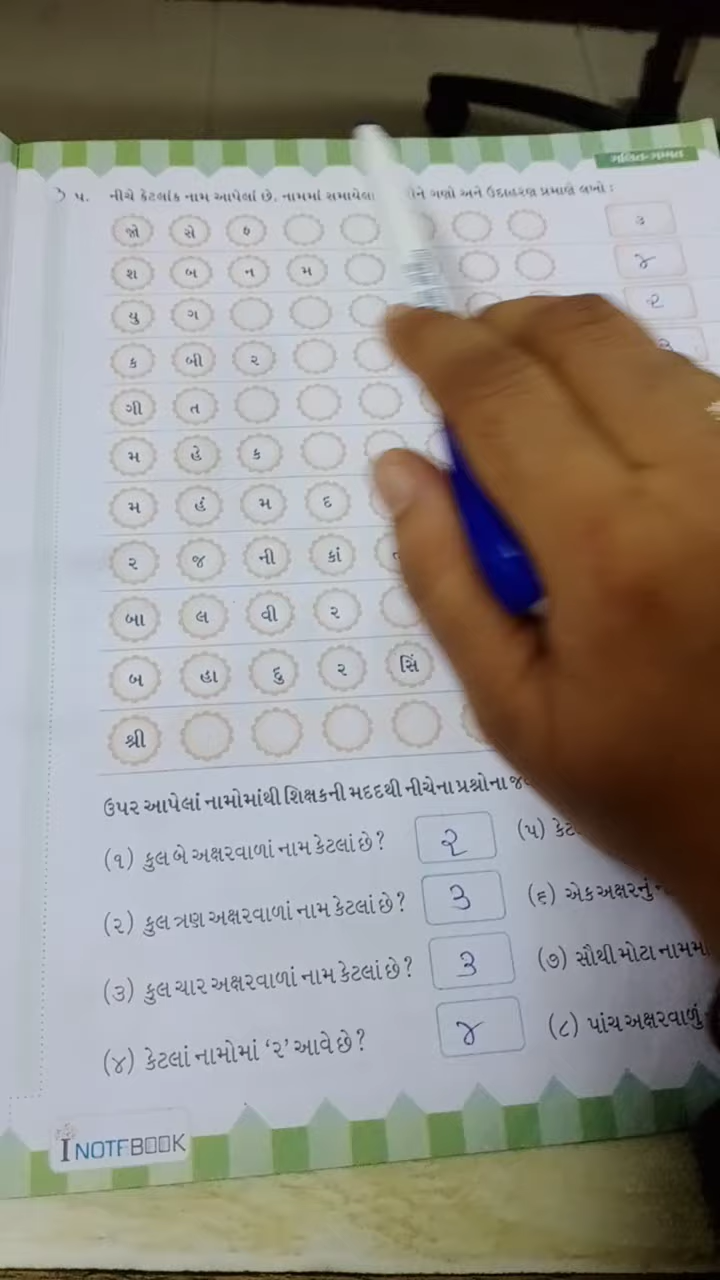 ગણિત-ગમ્મત
૫. નીચે કેટલાંક નામ આપેલાં છે. નામમાં સમાયેલા ગણો અને ઉદાહરણ પ્રમાણે લખો :
જો સે ફ ૩
શ બ ન મ ૪
યુ ગ ૨
ક બી ર ૩
ગી ત
મ હે ક
મ હં મ દ
ર જ ની કાં
બા લ વી ર
બ હા દુ ર સિં
શ્રી
ઉપર આપેલાં નામોમાંથી શિક્ષકની મદદથી નીચેના પ્રશ્નોના
(૧) કુલ બે અક્ષરવાળાં નામ કેટલાં છે? ૨ (૫)
(૨) કુલ ત્રણ અક્ષરવાળાં નામ કેટલાં છે? ૩ (૬) એક અક્ષરનું
(૩) કુલ ચાર અક્ષરવાળાં નામ કેટલાં છે? ૩ (૭) સૌથી મોટા નામમાં
(૪) કેટલાં નામોમાં ‘ર’ આવે છે? ૪ (૮) પાંચ અક્ષરવાળું
INOTEBOOK